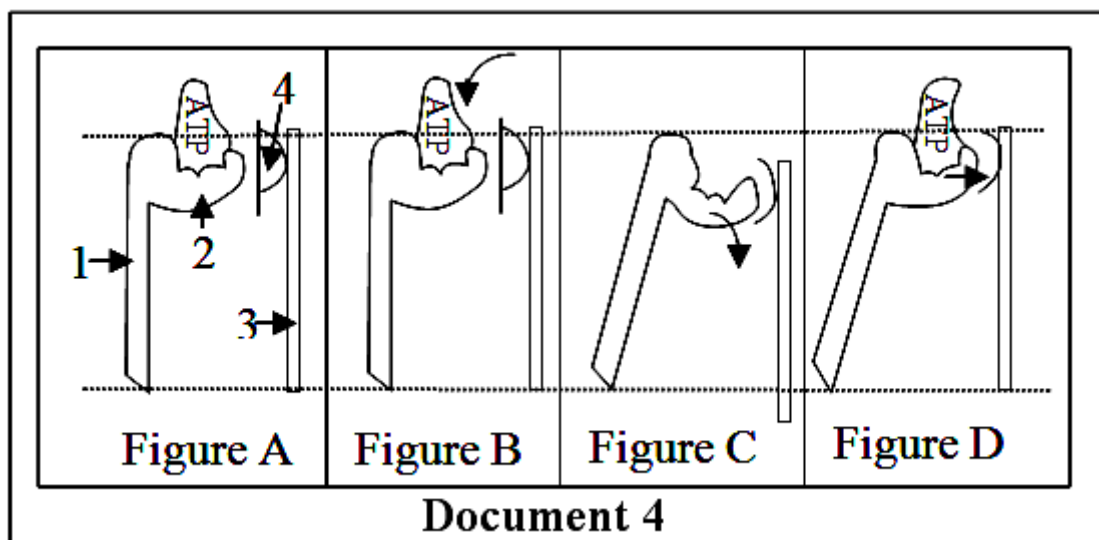 ATP
4
2
1
3
Figure A
ATP
Figure B
Figure C
ATP
Figure D
Document 4